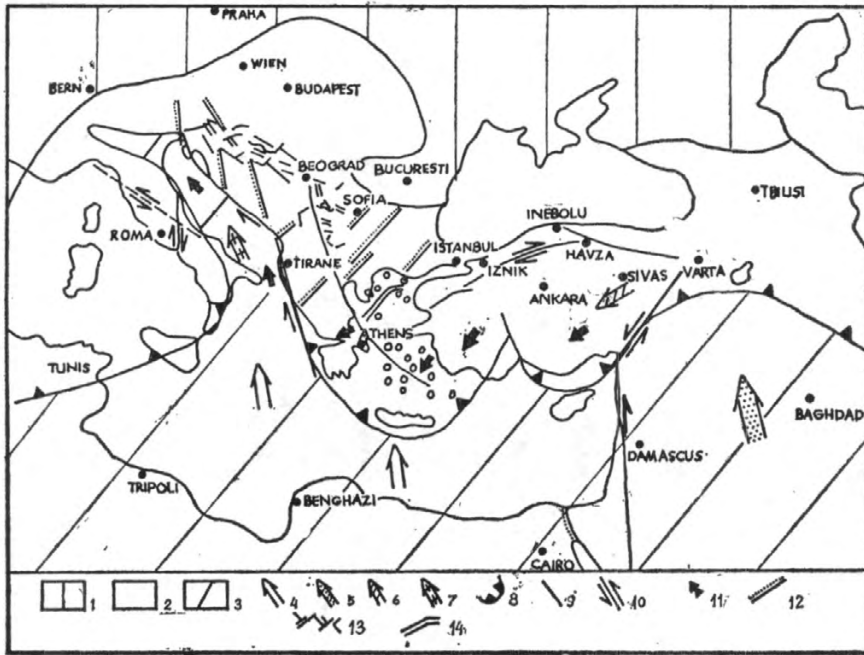 PRAHA
WIEN
BERN
BUDAPEST
BEOGRAD
BUCURESTI
SOFIA
TBIUSI
ROMA
INEBOLU
ISTANBUL
HAVZA
TIRANE
IZNIK
SIVAS
VARTA
ANKARA
ATHENS
TUNIS
BAGHDAD
DAMASCUS
TRIPOLI
BENGHAZI
CAIRO
1 2 3 4 5 6 7 8 9 10 11 12
13 14